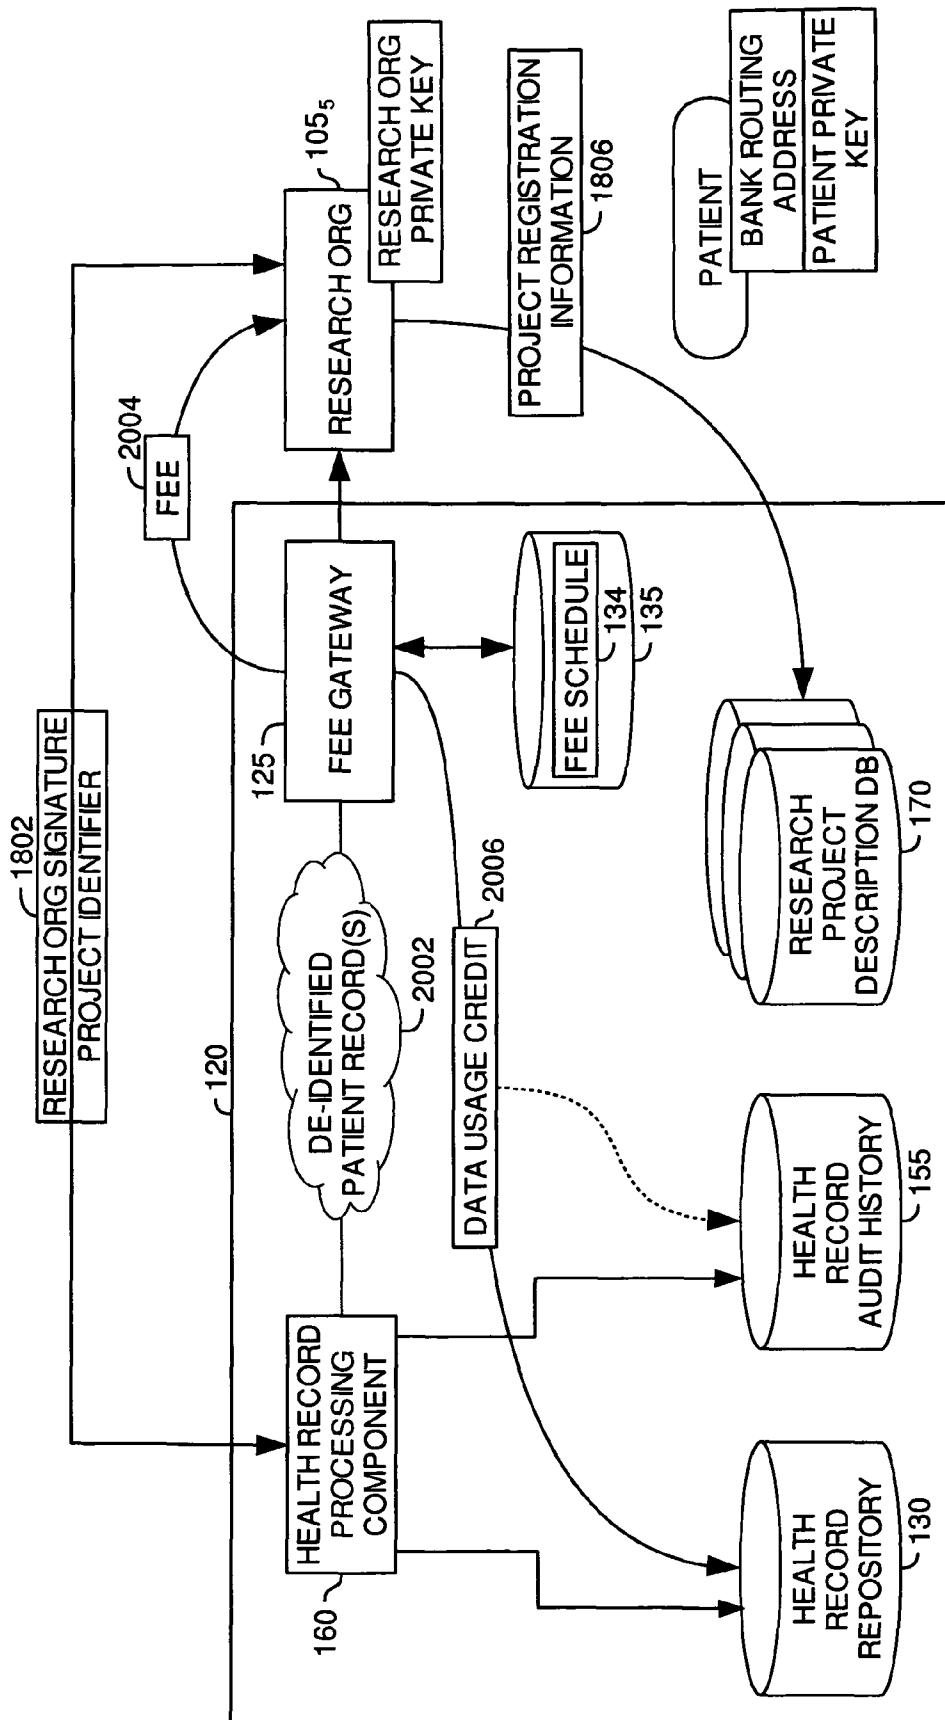 1802
RESEARCH ORG SIGNATURE
PROJECT IDENTIFIER
2004
FEE
120
105₅
RESEARCH ORG
RESEARCH ORG
PRIVATE KEY
125
FEE GATEWAY
DE-IDENTIFIED
PATIENT RECORD(S)
2002
HEALTH RECORD
PROCESSING
COMPONENT
160
DATA USAGE CREDIT
2006
FEE SCHEDULE
134
135
PROJECT REGISTRATION
INFORMATION
1806
HEALTH
RECORD
REPOSITORY
130
HEALTH
RECORD
AUDIT HISTORY
155
RESEARCH
PROJECT
DESCRIPTION DB
170
PATIENT
BANK ROUTING
ADDRESS
PATIENT PRIVATE
KEY